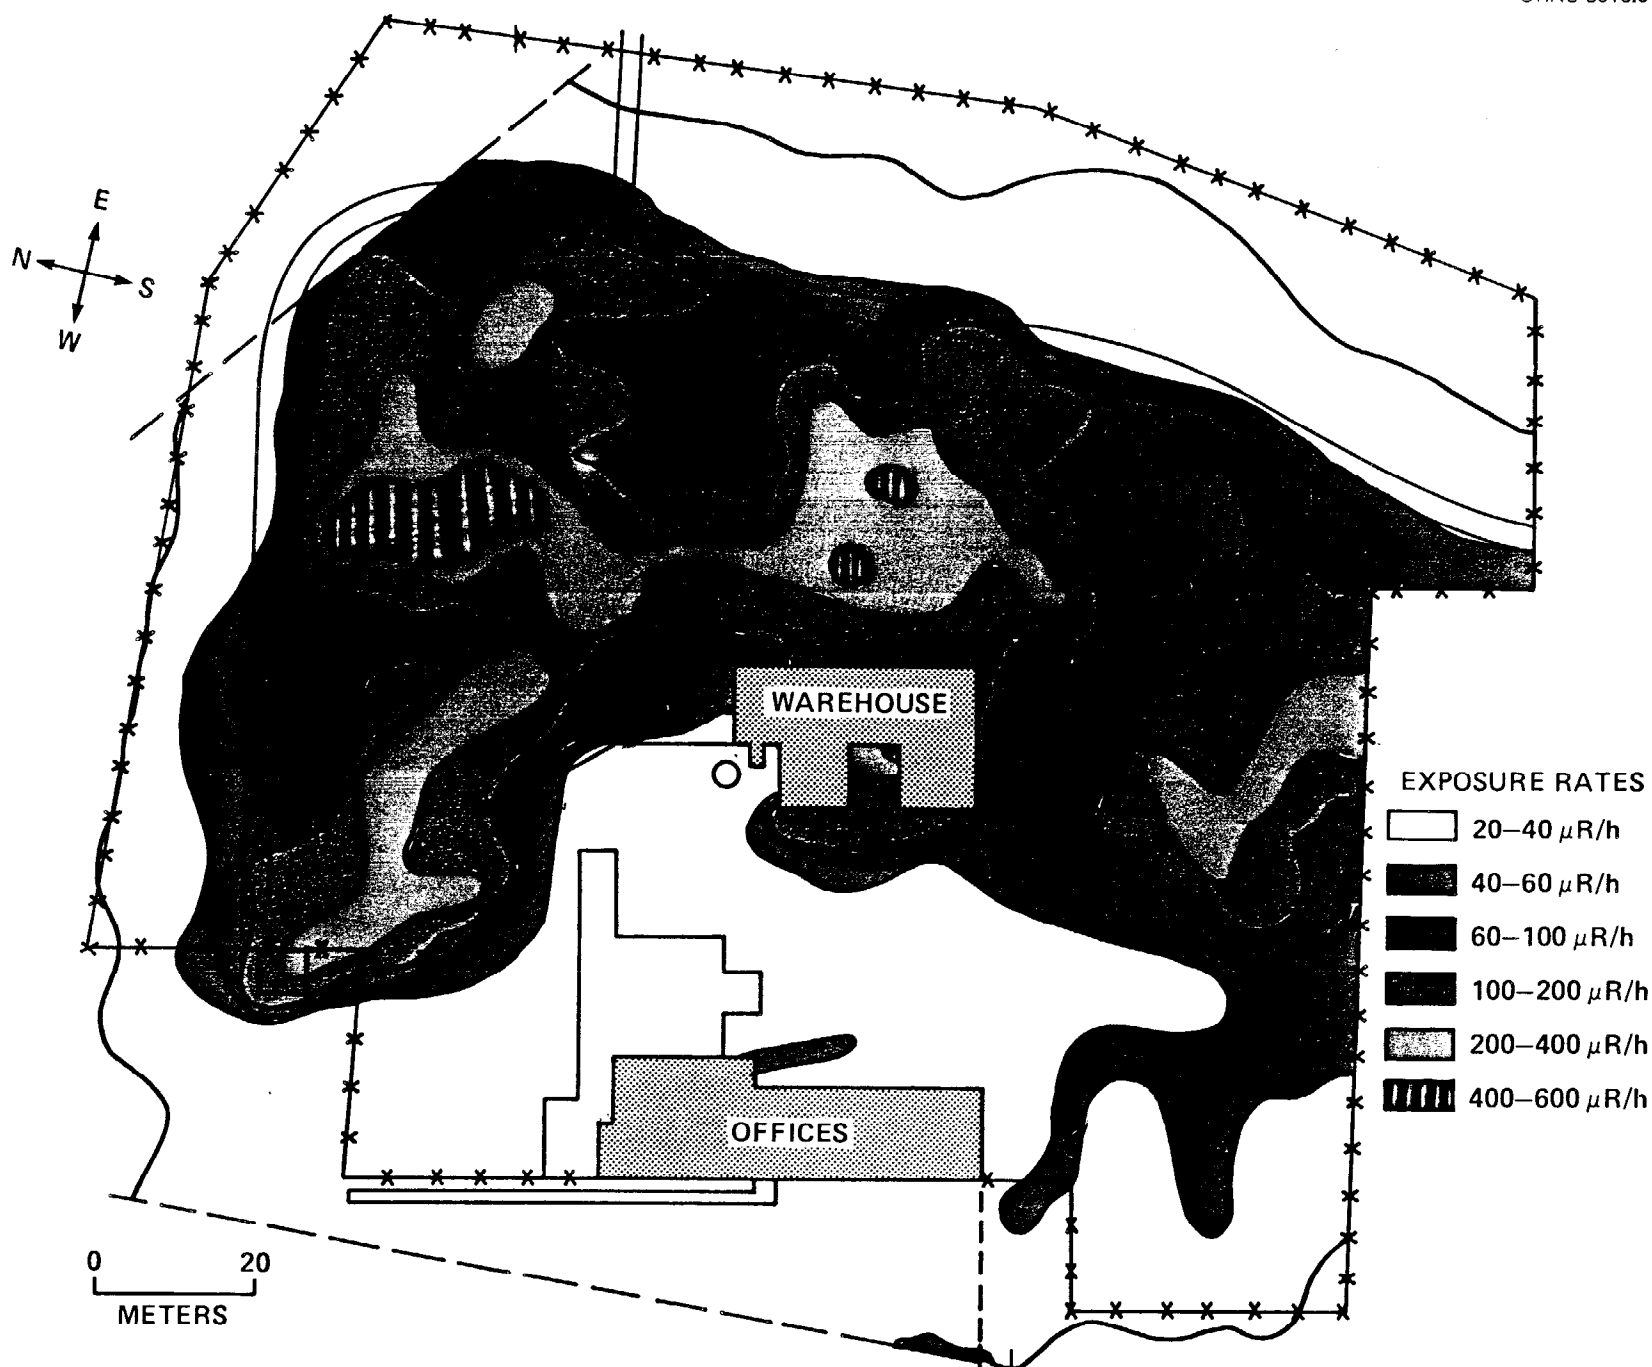 E
N
S
W
WAREHOUSE
EXPOSURE RATES
20–40 μR/h
40–60 μR/h
60–100 μR/h
100–200 μR/h
200–400 μR/h
400–600 μR/h
OFFICES
0 20
METERS